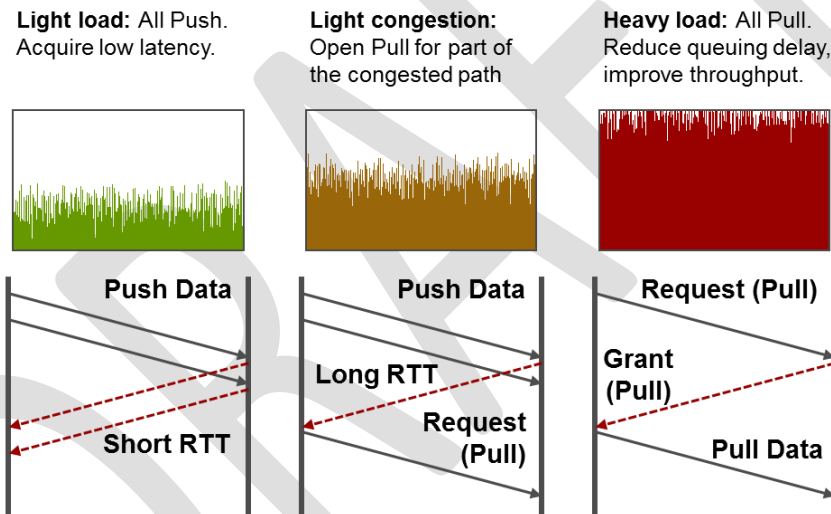 Light load: All Push.
Acquire low latency.
Light congestion:
Open Pull for part of
the congested path
Heavy load: All Pull.
Reduce queuing delay,
improve throughput.
Push Data
Short RTT
Push Data
Long RTT
Request
(Pull)
Request (Pull)
Grant
(Pull)
Pull Data